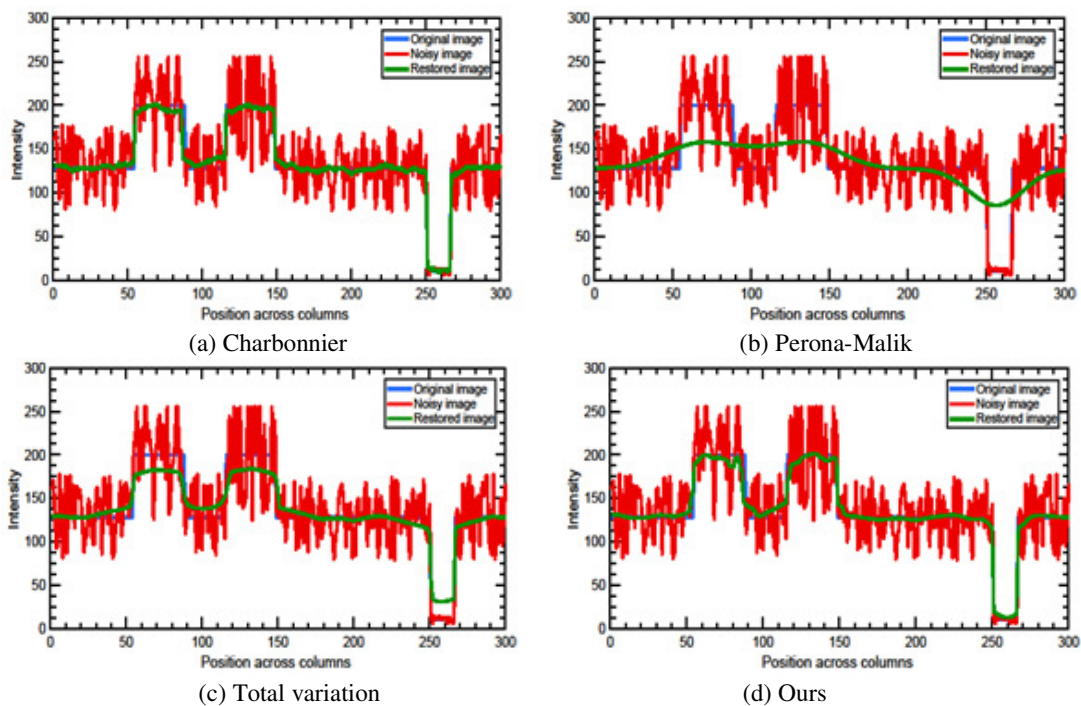 300
250
200
150
100
50
0
Intensity
Original image
Noisy image
Restored image
0 50 100 150 200 250 300
Position across columns
(a) Charbonnier
300
250
200
150
100
50
0
Intensity
Original image
Noisy image
Restored image
0 50 100 150 200 250 300
Position across columns
(b) Perona-Malik
300
250
200
150
100
50
0
Intensity
Original image
Noisy image
Restored image
0 50 100 150 200 250 300
Position across columns
(c) Total variation
300
250
200
150
100
50
0
Intensity
Original image
Noisy image
Restored image
0 50 100 150 200 250 300
Position across columns
(d) Ours